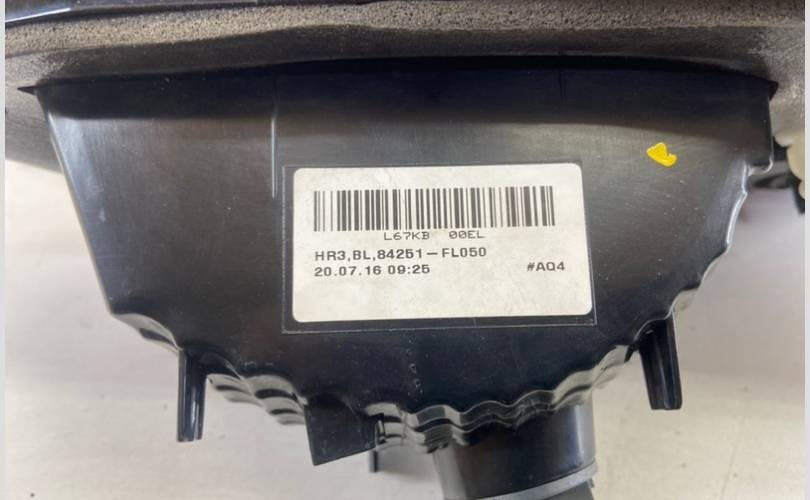 L67KB 00EL
HR3,BL,84251-FL050
20.07.16 09:25 #AQ4